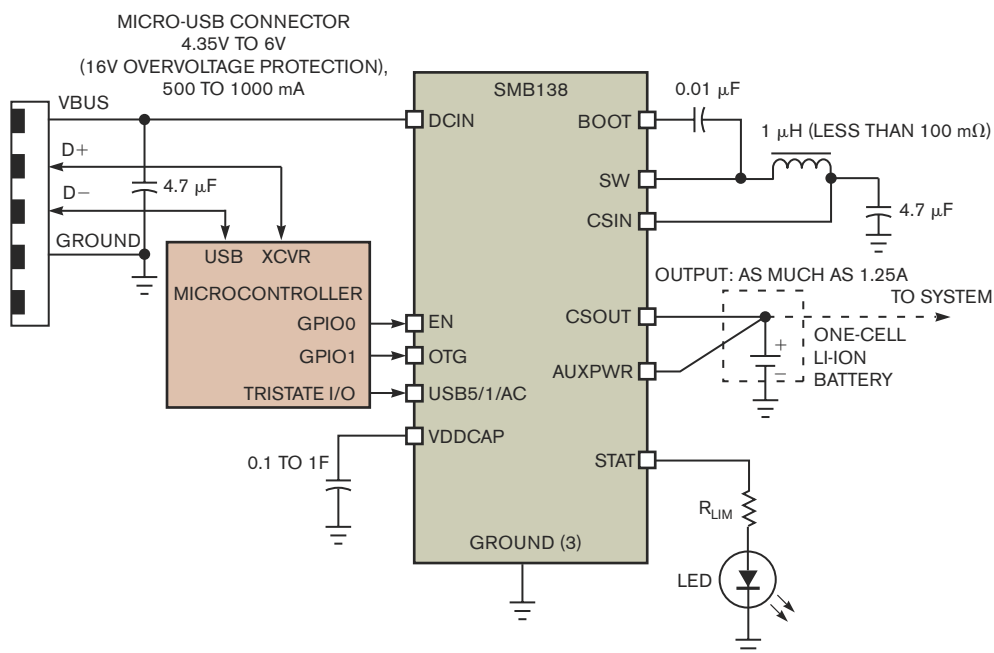 MICRO-USB CONNECTOR
4.35V TO 6V
(16V OVERVOLTAGE PROTECTION),
500 TO 1000 mA
VBUS
D+
D−
GROUND
4.7 μF
USB XCVR
MICROCONTROLLER
GPIO0
GPIO1
TRISTATE I/O
0.1 TO 1F
SMB138
DCIN
EN
OTG
USB5/1/AC
VDDCAP
BOOT
SW
CSIN
CSOUT
AUXPWR
STAT
GROUND (3)
0.01 μF
1 μH (LESS THAN 100 mΩ)
4.7 μF
OUTPUT: AS MUCH AS 1.25A
TO SYSTEM
+
−
ONE-CELL
LI-ION
BATTERY
RLIM
LED